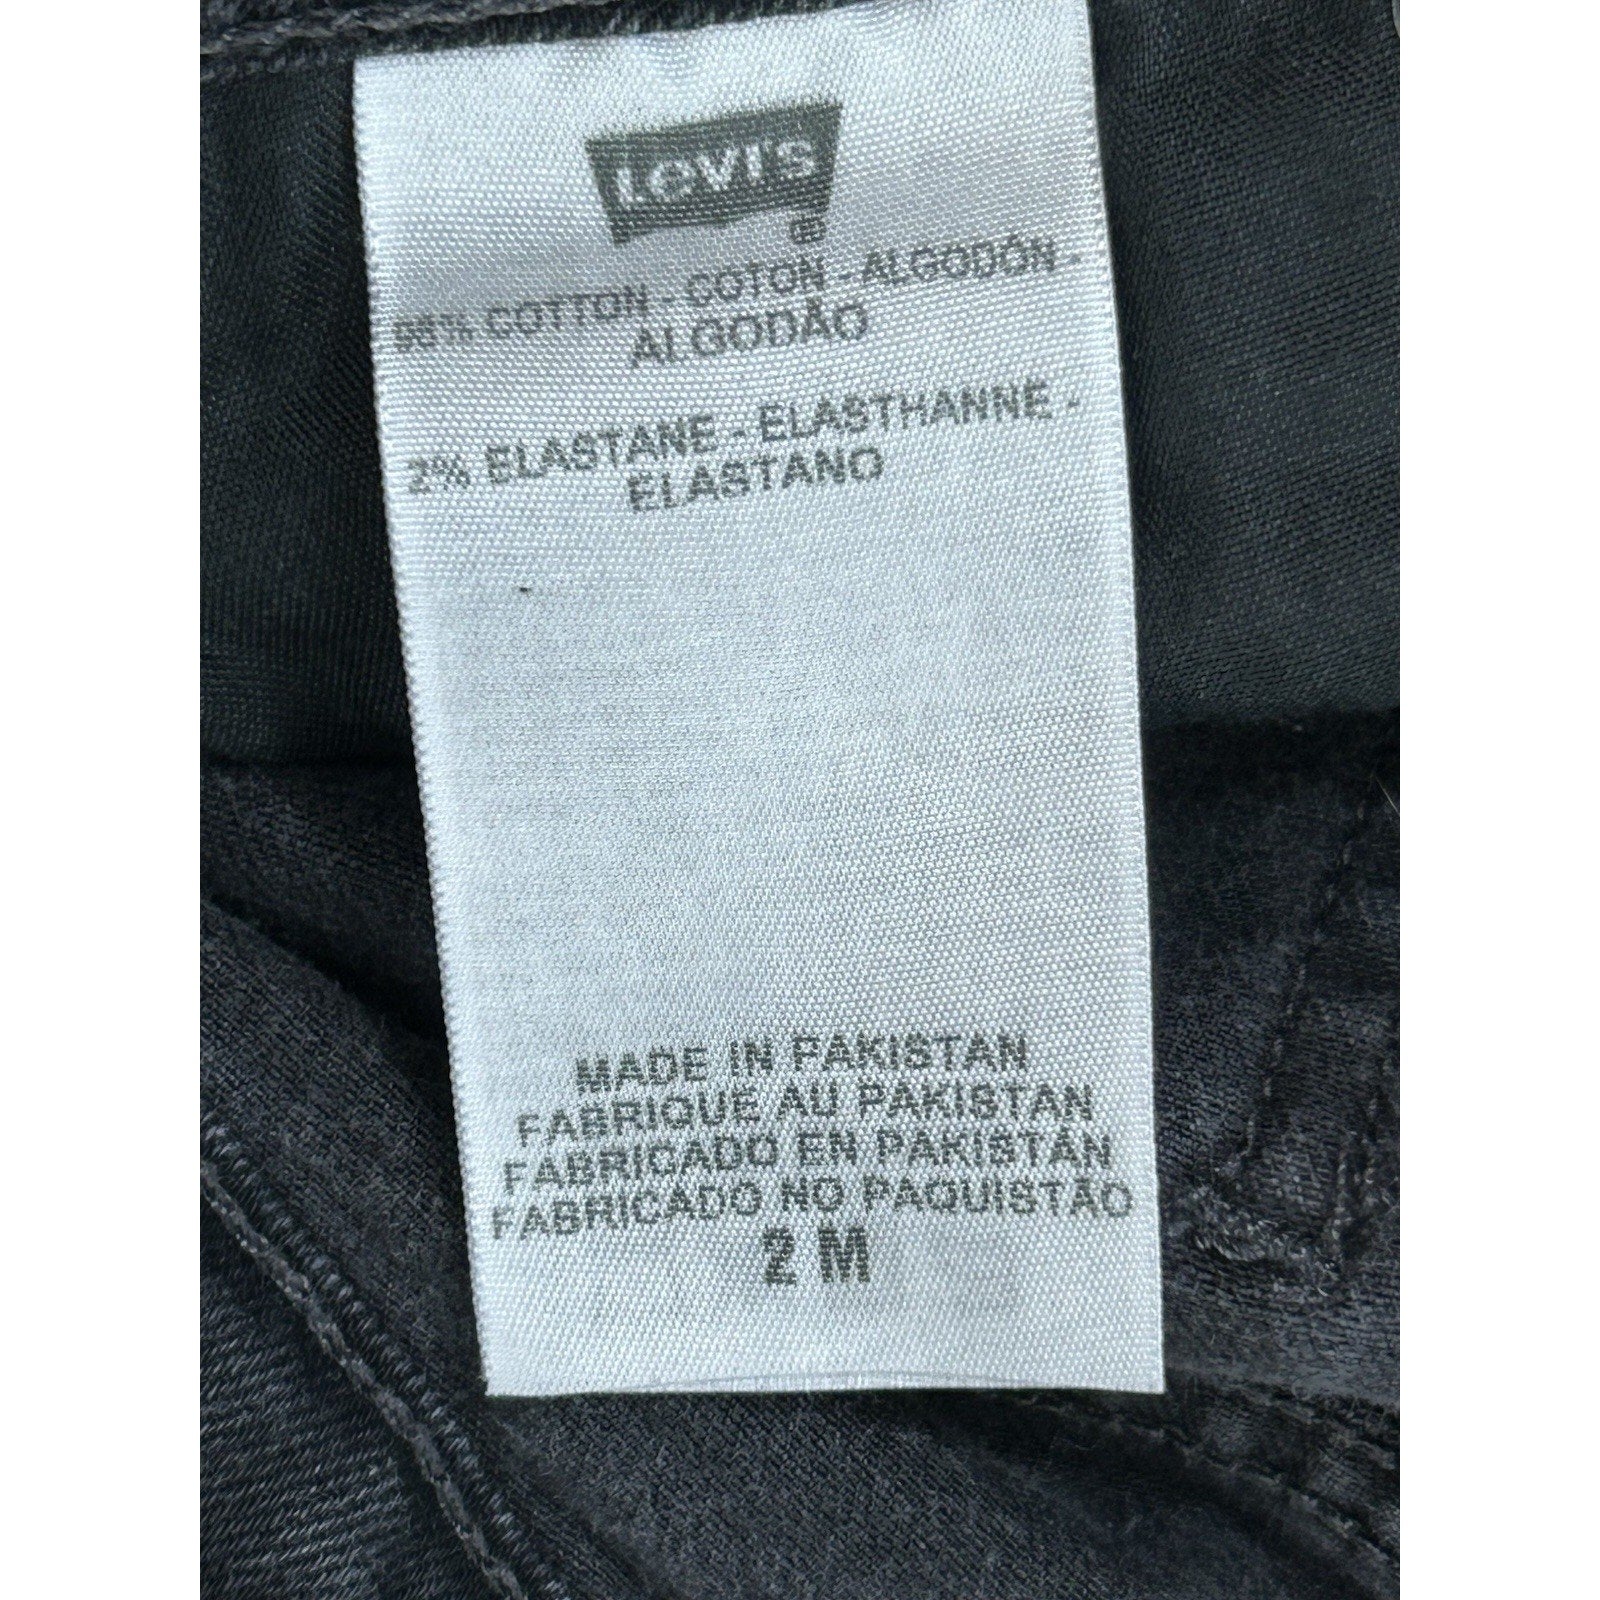 LEVI'S
®
98% COTTON - COTON - ALGODÓN -
ALGODÃO
2% ELASTANE - ELASTHANNE -
ELASTANO
MADE IN PAKISTAN
FABRIQUE AU PAKISTAN
FABRICADO EN PAKISTÁN
FABRICADO NO PAQUISTÃO
2 M